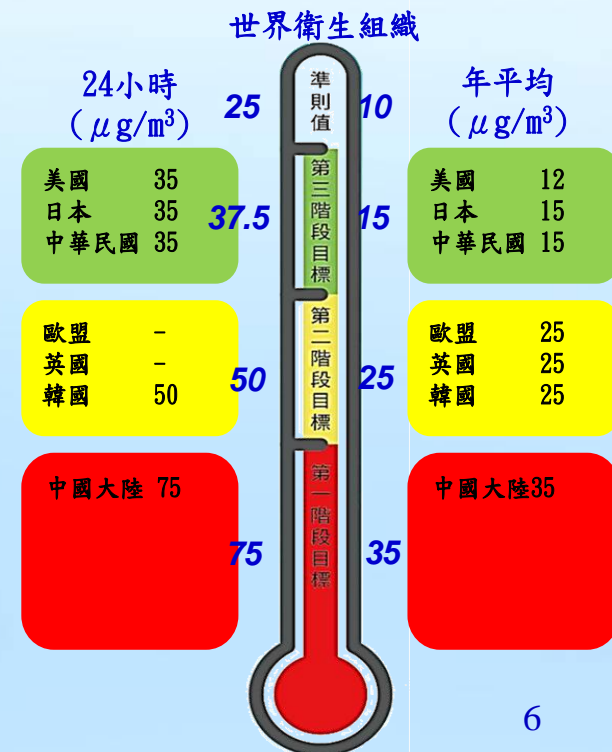 世界衛生組織
24小時
(μg/m³)
25
準則值
10
年平均
(μg/m³)
美國 35
日本 35
中華民國 35
37.5
第三階段目標
15
美國 12
日本 15
中華民國 15
歐盟 -
英國 -
韓國 50
50
第二階段目標
25
歐盟 25
英國 25
韓國 25
中國大陸 75
75
第一階段目標
35
中國大陸35
6